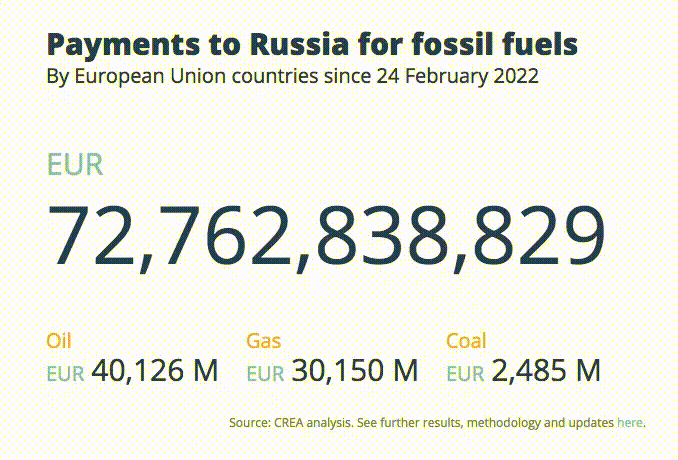 Payments to Russia for fossil fuels
By European Union countries since 24 February 2022
EUR
72,762,838,829
Oil Gas Coal
EUR 40,126 M EUR 30,150 M EUR 2,485 M
Source: CREA analysis. See further results, methodology and updates here.